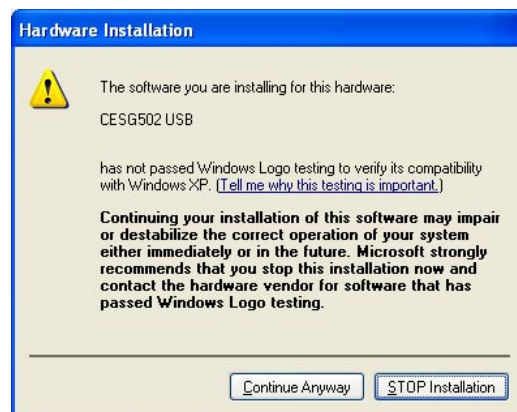 Hardware Installation
The software you are installing for this hardware:
CESG502 USB
has not passed Windows Logo testing to verify its compatibility
with Windows XP. (Tell me why this testing is important.)
Continuing your installation of this software may impair
or destabilize the correct operation of your system
either immediately or in the future. Microsoft strongly
recommends that you stop this installation now and
contact the hardware vendor for software that has
passed Windows Logo testing.
Continue Anyway
STOP Installation